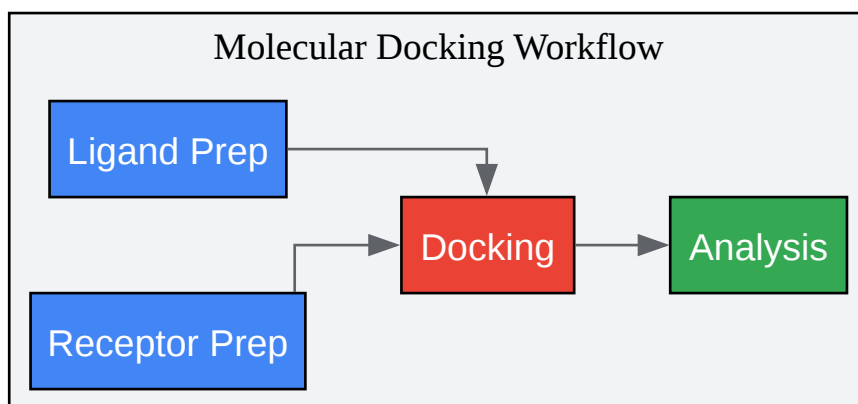 Molecular Docking Workflow
Ligand Prep
Docking
Analysis
Receptor Prep